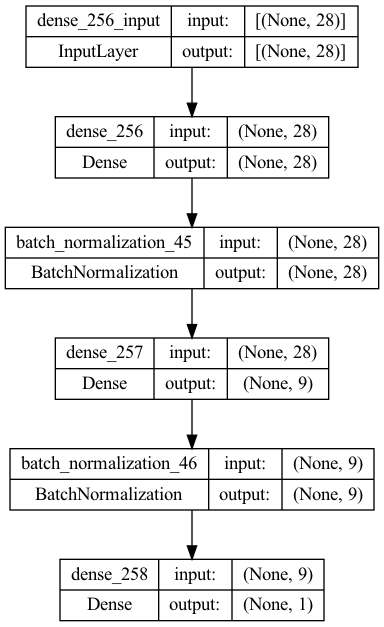 dense_256_input input: [(None, 28)]
InputLayer output: [(None, 28)]
dense_256 input: (None, 28)
Dense output: (None, 28)
batch_normalization_45 input: (None, 28)
BatchNormalization output: (None, 28)
dense_257 input: (None, 28)
Dense output: (None, 9)
batch_normalization_46 input: (None, 9)
BatchNormalization output: (None, 9)
dense_258 input: (None, 9)
Dense output: (None, 1)